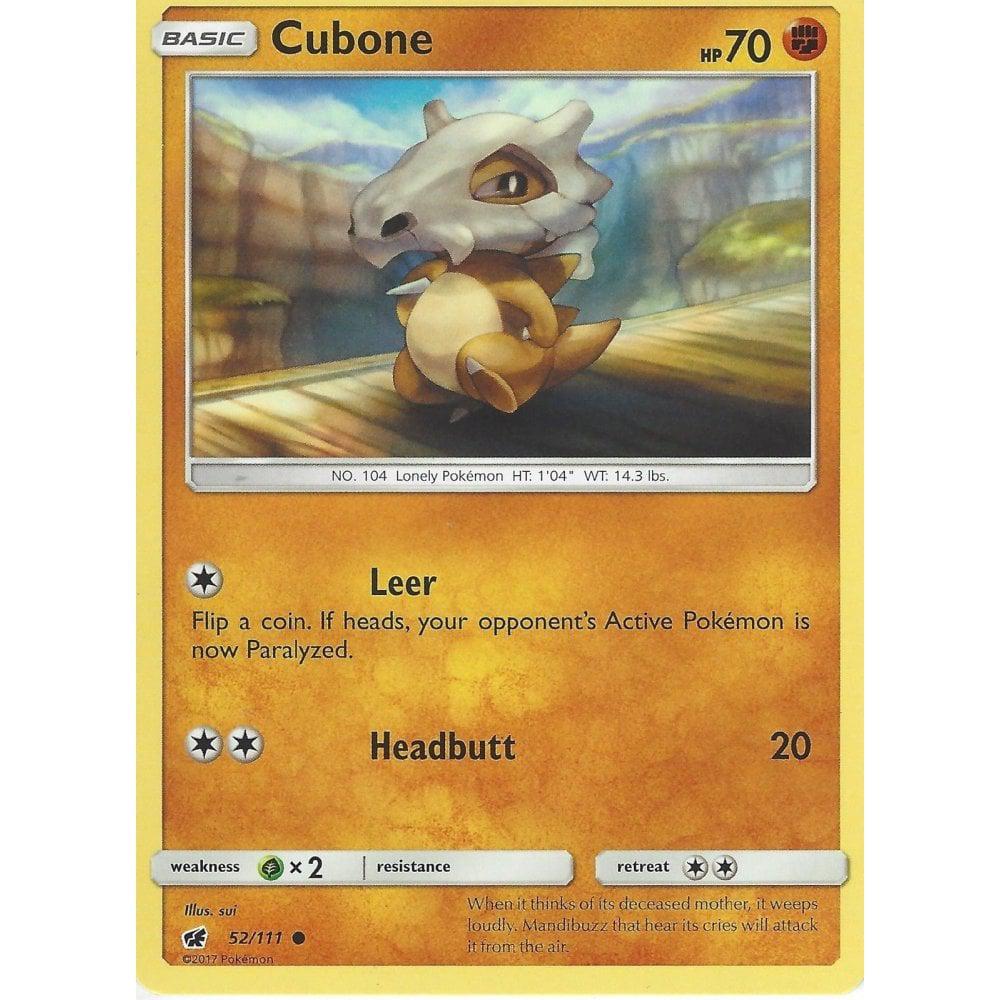 BASIC Cubone HP70
NO. 104 Lonely Pokémon HT: 1'04" WT: 14.3 lbs.
Leer
Flip a coin. If heads, your opponent's Active Pokémon is
now Paralyzed.
Headbutt 20
weakness ×2 resistance retreat
Illus. sui
52/111
©2017 Pokémon
When it thinks of its deceased mother, it weeps
loudly. Mandibuzz that hear its cries will attack
it from the air.